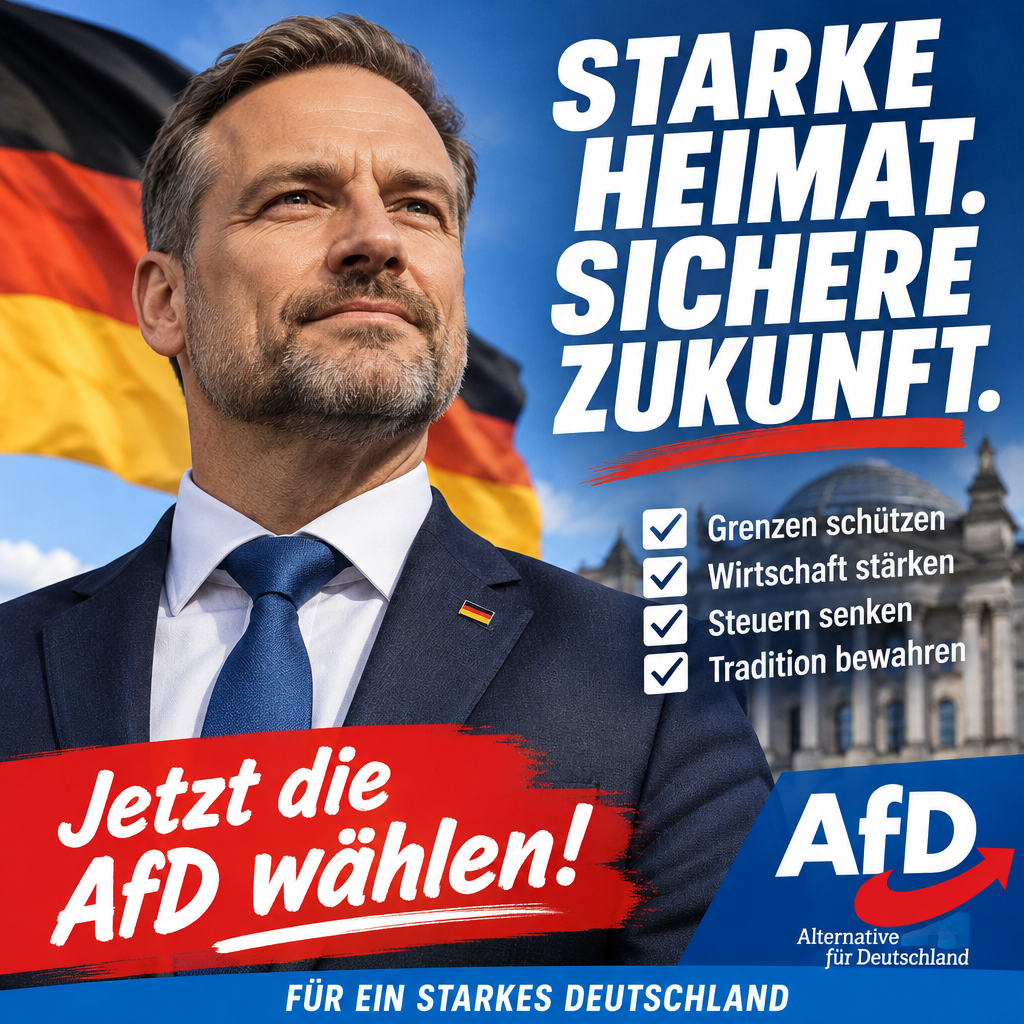 STARKE
HEIMAT.
SICHERE
ZUKUNFT.
Grenzen schützen
Wirtschaft stärken
Steuern senken
Tradition bewahren
Jetzt die
AfD wählen!
AfD
Alternative
für Deutschland
FÜR EIN STARKES DEUTSCHLAND